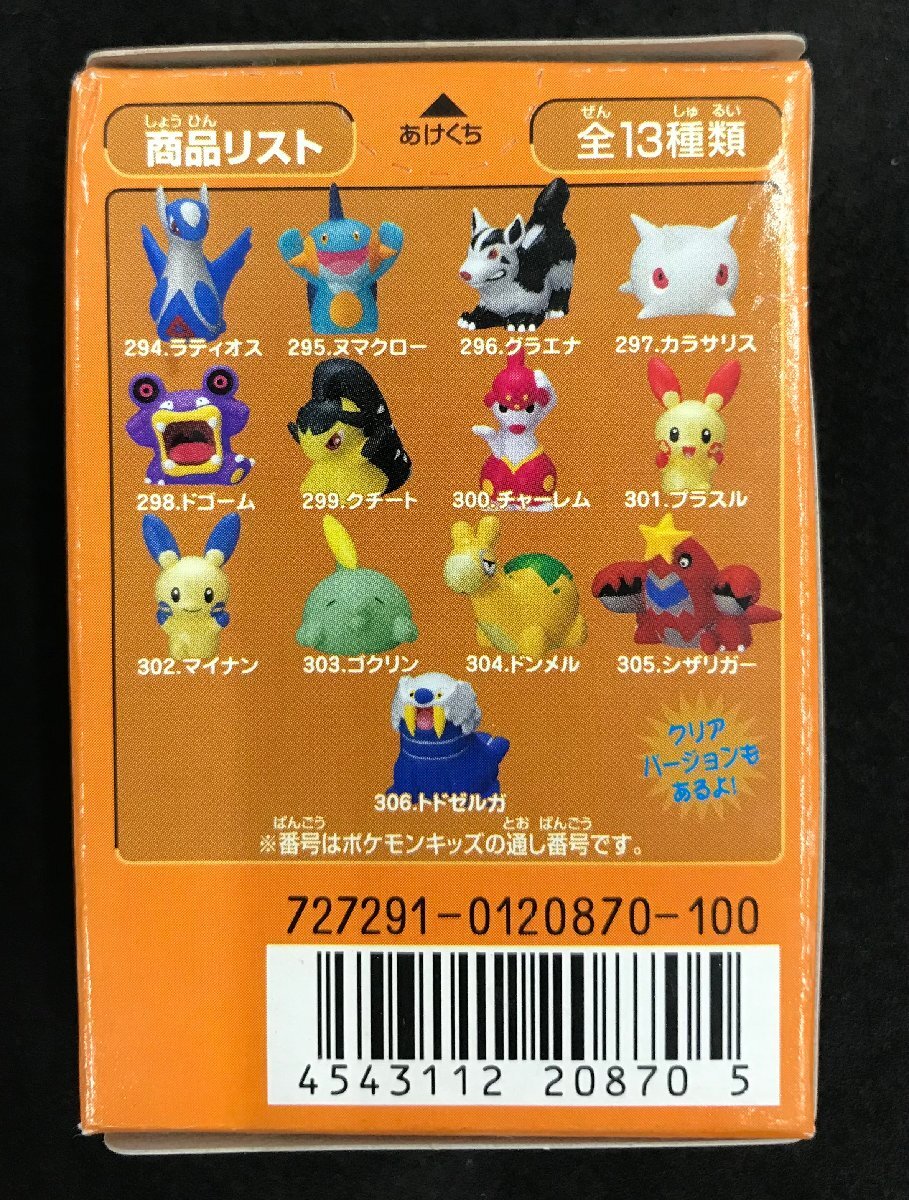 しょうひん
商品リスト
▲
あけくち
ぜん しゅ るい
全13種類
294.ラティオス
295.ヌマクロー
296.グラエナ
297.カラサリス
298.ドゴーム
299.クチート
300.チャーレム
301.プラスル
302.マイナン
303.ゴクリン
304.ドンメル
305.シザリガー
306.トドゼルガ
クリア
バージョンも
あるよ!
ばんごう とお ばんごう
※番号はポケモンキッズの通し番号です。
727291-0120870-100
4543112 20870 5